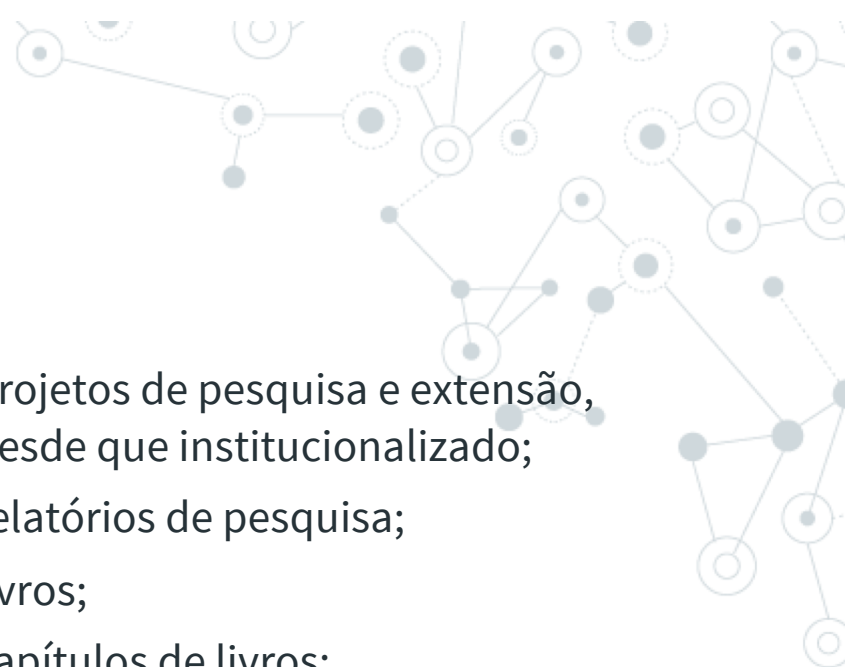 rojetos de pesquisa e extensão,
esde que institucionalizado;
elatórios de pesquisa;
vros;
apítulos de livros;